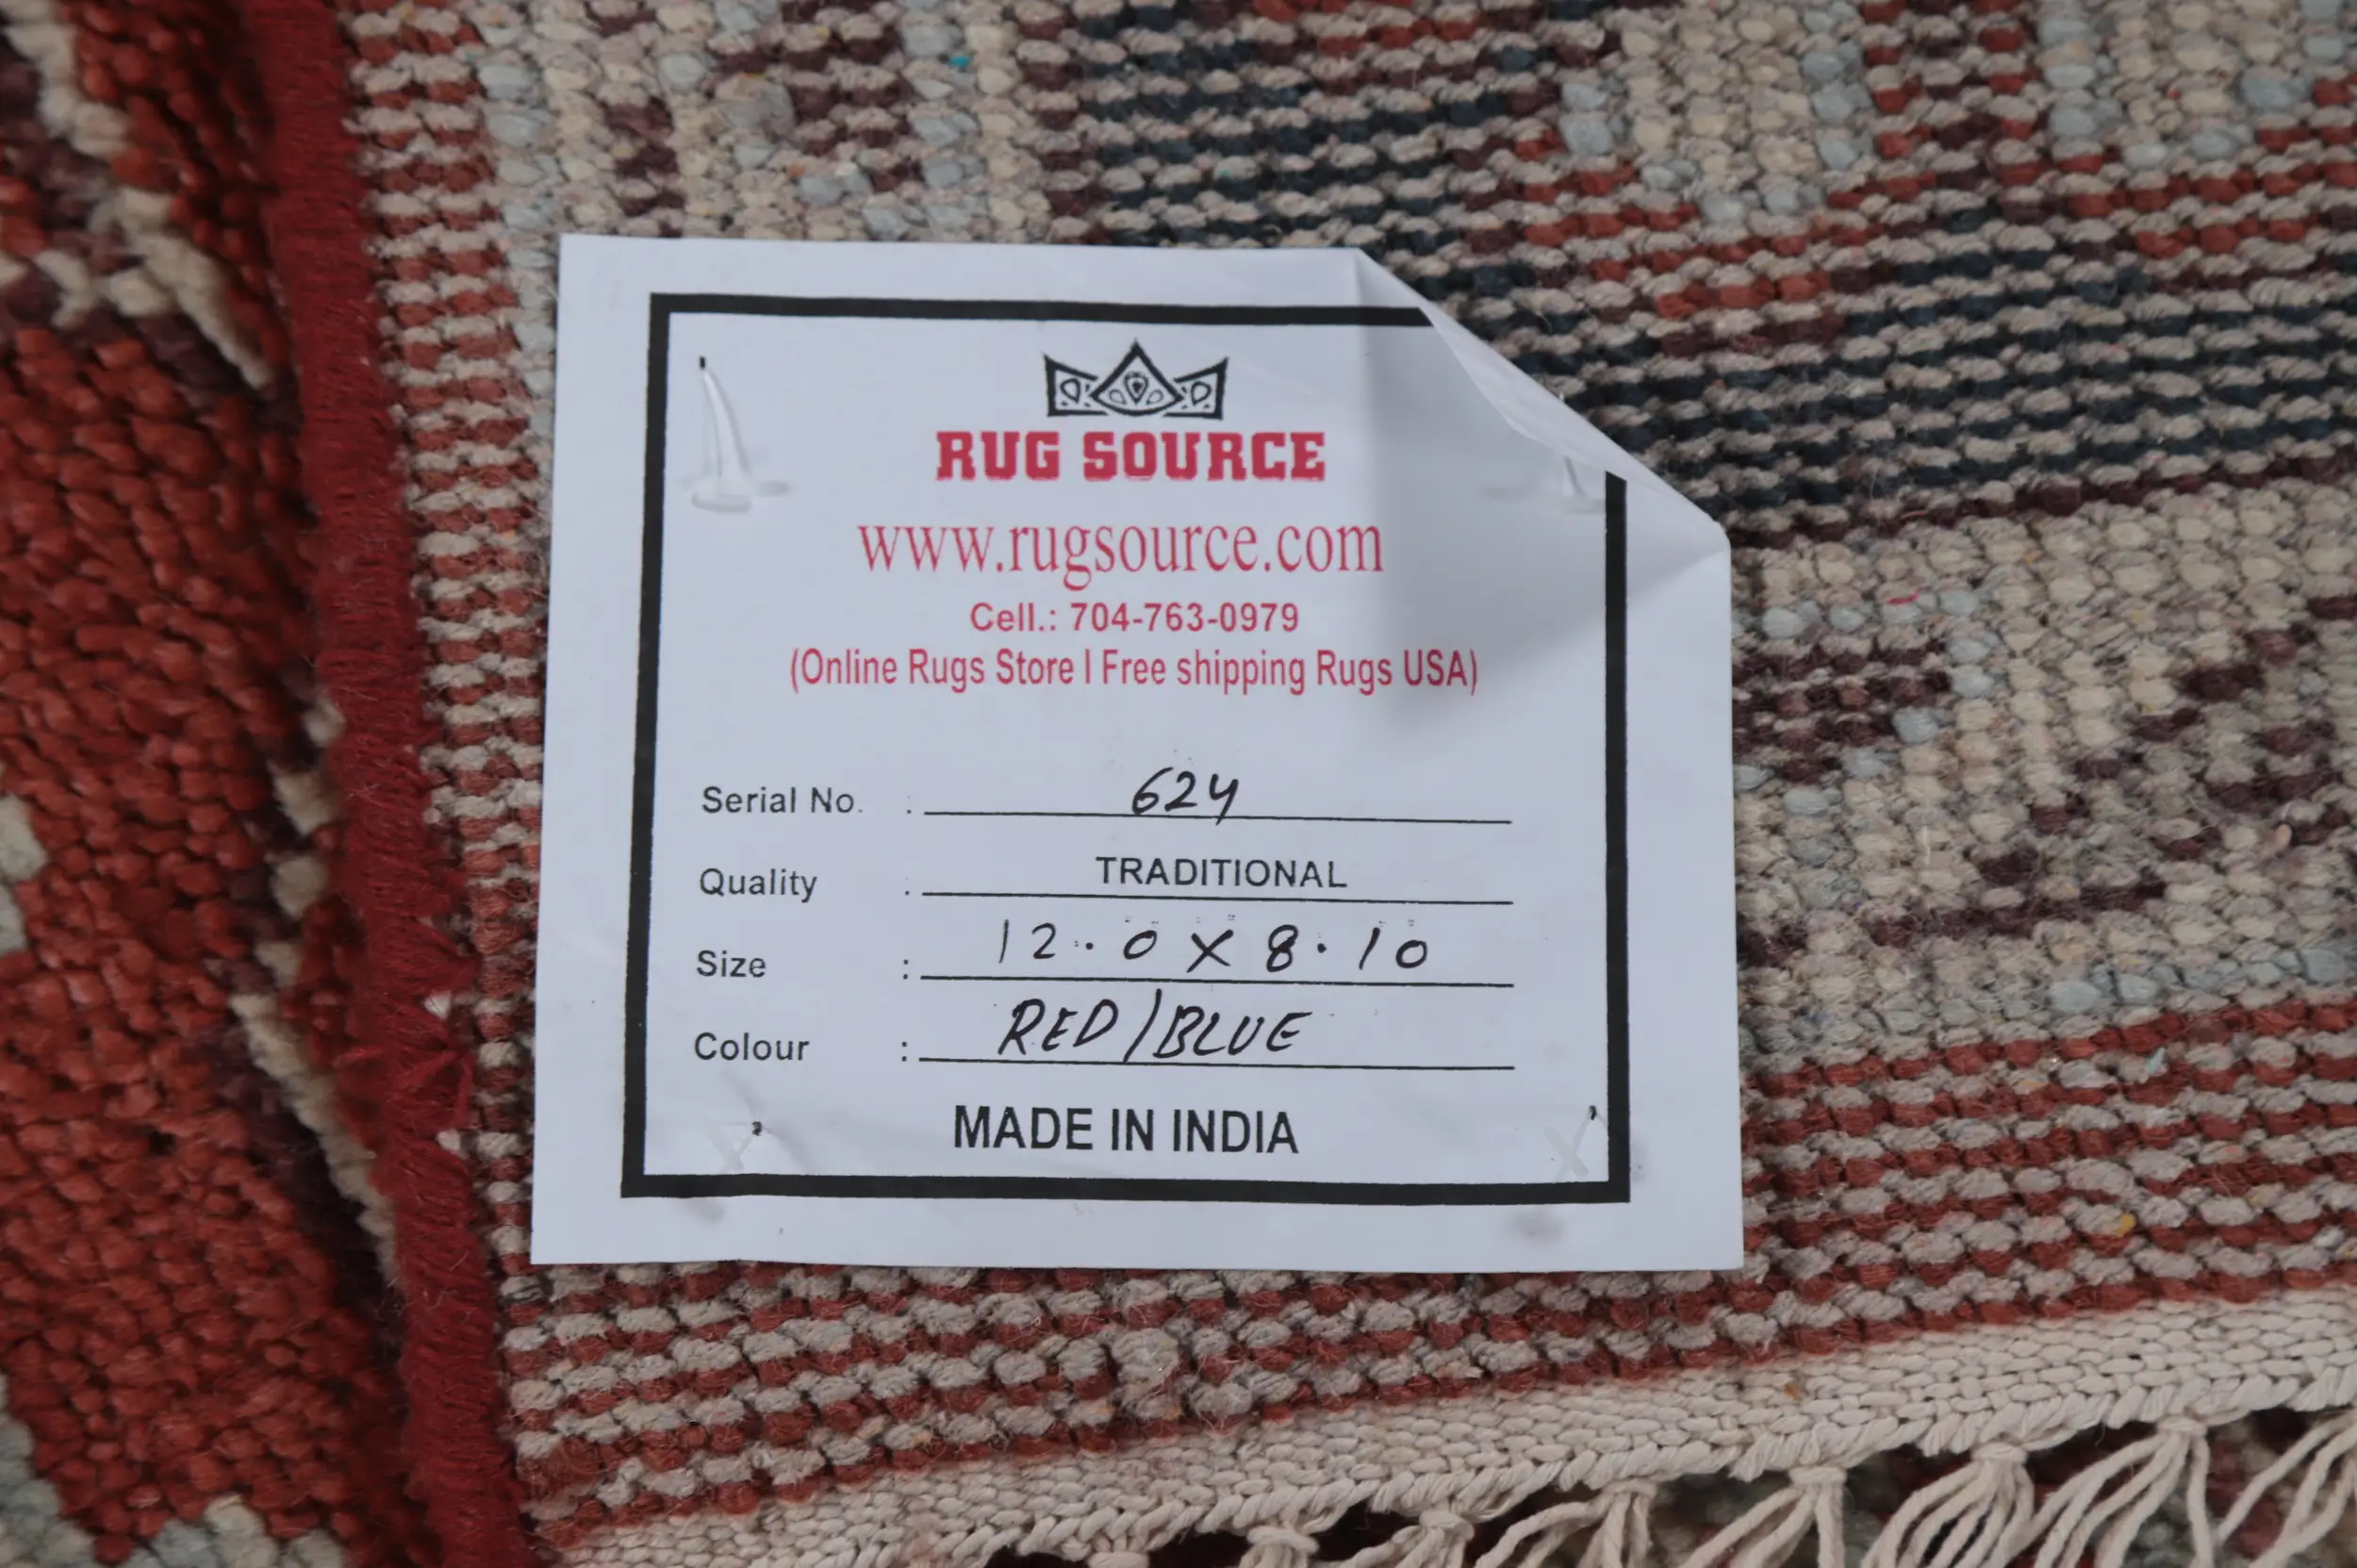 RUG SOURCE
www.rugsource.com
Cell.: 704-763-0979
(Online Rugs Store | Free shipping Rugs USA)
Serial No. : 624
Quality : TRADITIONAL
Size : 12.0 X 8.10
Colour : RED/BLUE
MADE IN INDIA